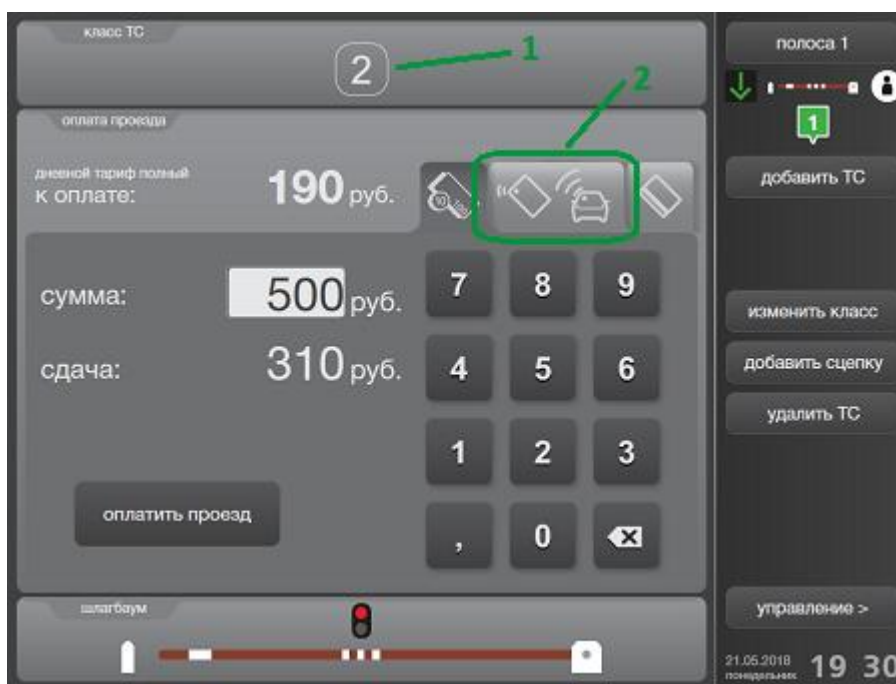 класс ТС
2
1
2
оплата проезда
дневной тариф полный
к оплате: 190 руб.
сумма: 500 руб.
сдача: 310 руб.
7 8 9
4 5 6
1 2 3
, 0
оплатить проезд
шлагбаум
полоса 1
1
добавить ТС
изменить класс
добавить сцепку
удалить ТС
управление >
21.05.2018
понедельник
19 30